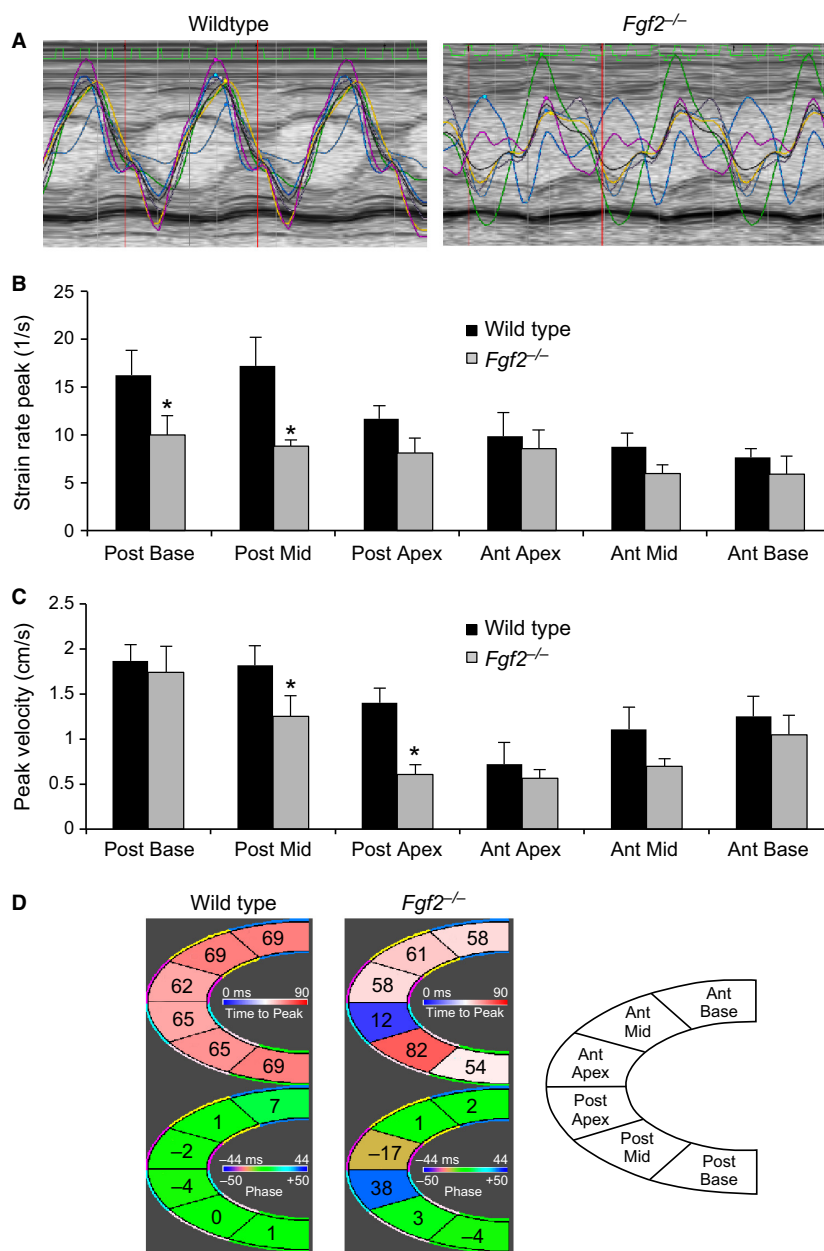 A
Wildtype
Fgf2–/–
B
Strain rate peak (1/s)
25
20
15
10
5
0
Wild type
Fgf2–/–
*
*
Post Base
Post Mid
Post Apex
Ant Apex
Ant Mid
Ant Base
C
Peak velocity (cm/s)
2.5
2
1.5
1
0.5
0
Wild type
Fgf2–/–
*
*
Post Base
Post Mid
Post Apex
Ant Apex
Ant Mid
Ant Base
D
Wild type
69
69
62
65
65
69
0 ms
90
Time to Peak
7
1
–2
–4
0
1
–44 ms
44
–50
+50
Phase
Fgf2–/–
58
61
58
12
82
54
0 ms
90
Time to Peak
2
1
–17
38
3
–4
–44 ms
44
–50
+50
Phase
Ant
Base
Ant
Mid
Ant
Apex
Post
Apex
Post
Mid
Post
Base